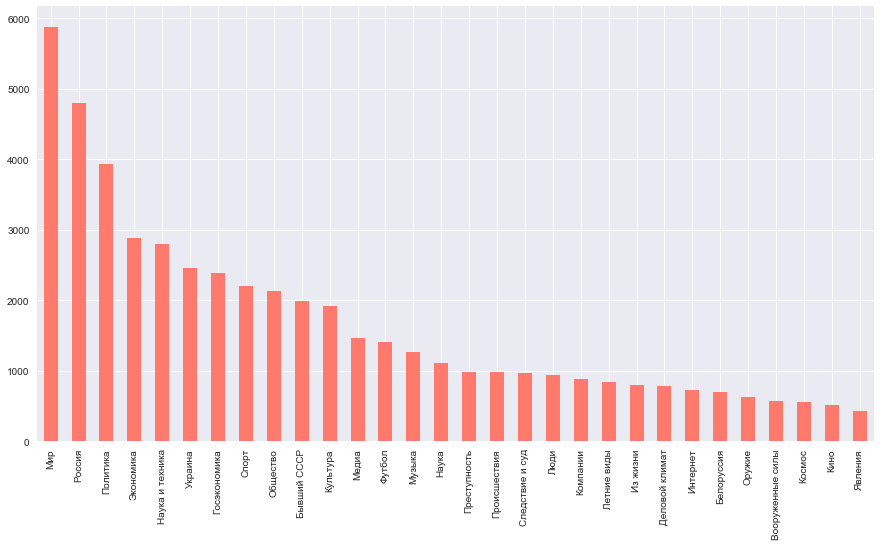 6000
5000
4000
3000
2000
1000
0
Мир
Россия
Политика
Экономика
Наука и техника
Украина
Госэкономика
Спорт
Общество
Бывший СССР
Культура
Медиа
Футбол
Музыка
Наука
Преступность
Происшествия
Следствие и суд
Люди
Компании
Летние виды
Из жизни
Деловой климат
Интернет
Белоруссия
Оружие
Вооруженные силы
Космос
Кино
Явления